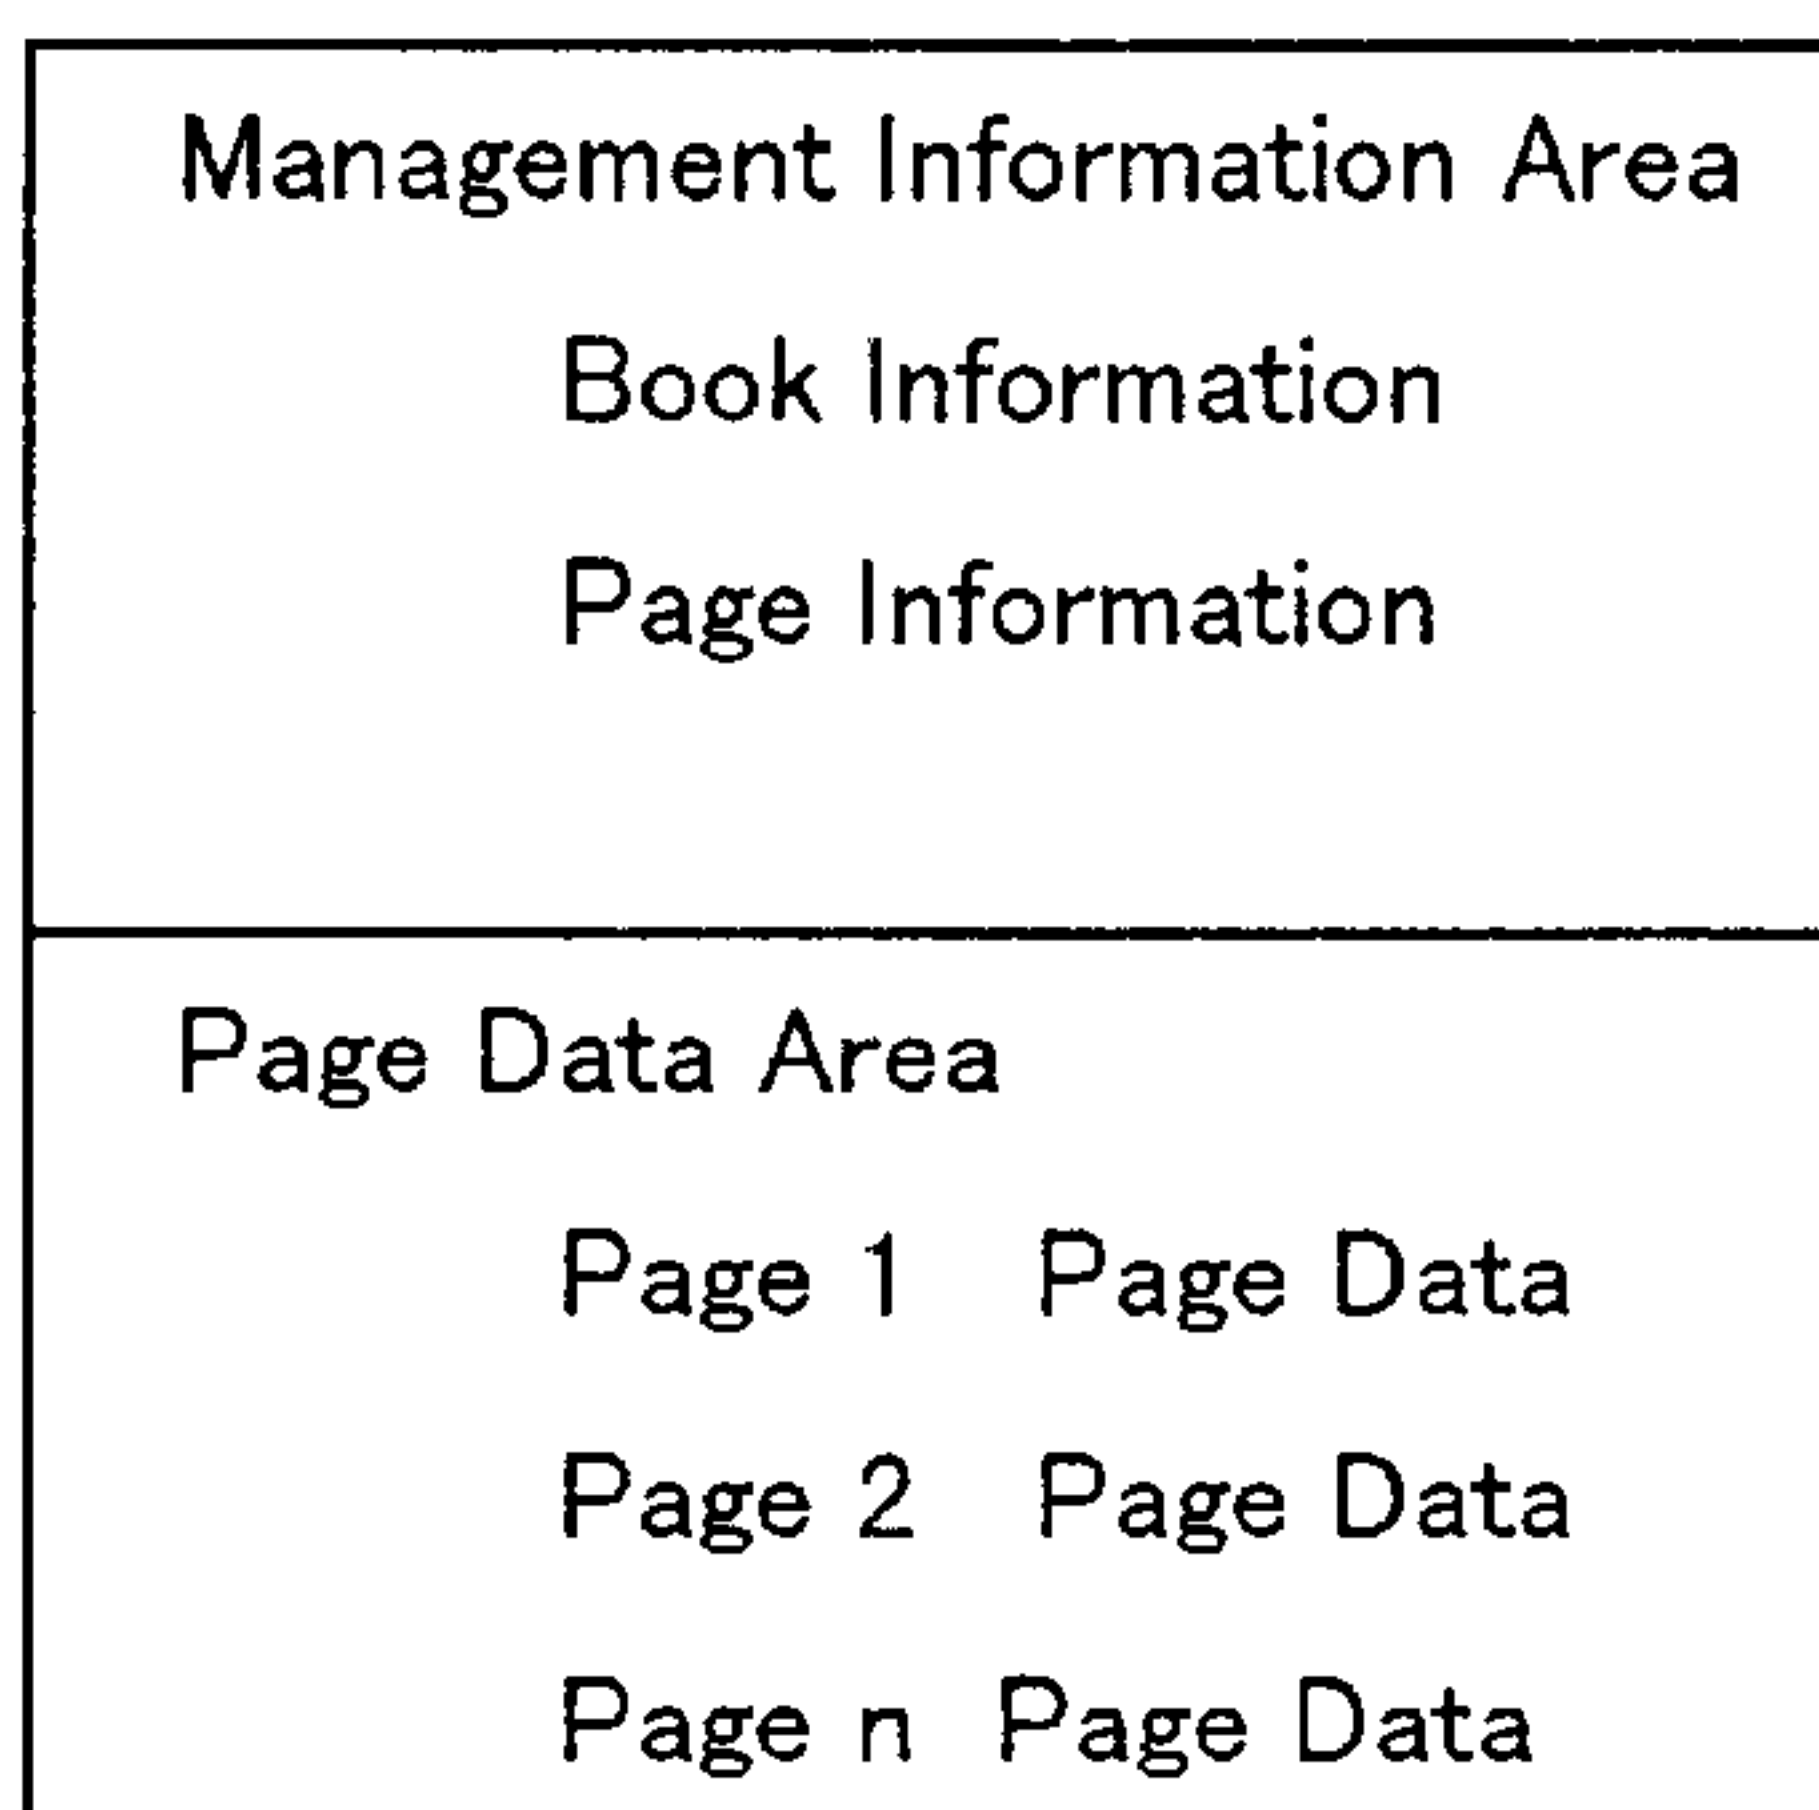 Management Information Area
Book Information
Page Information
Page Data Area
Page 1 Page Data
Page 2 Page Data
Page n Page Data